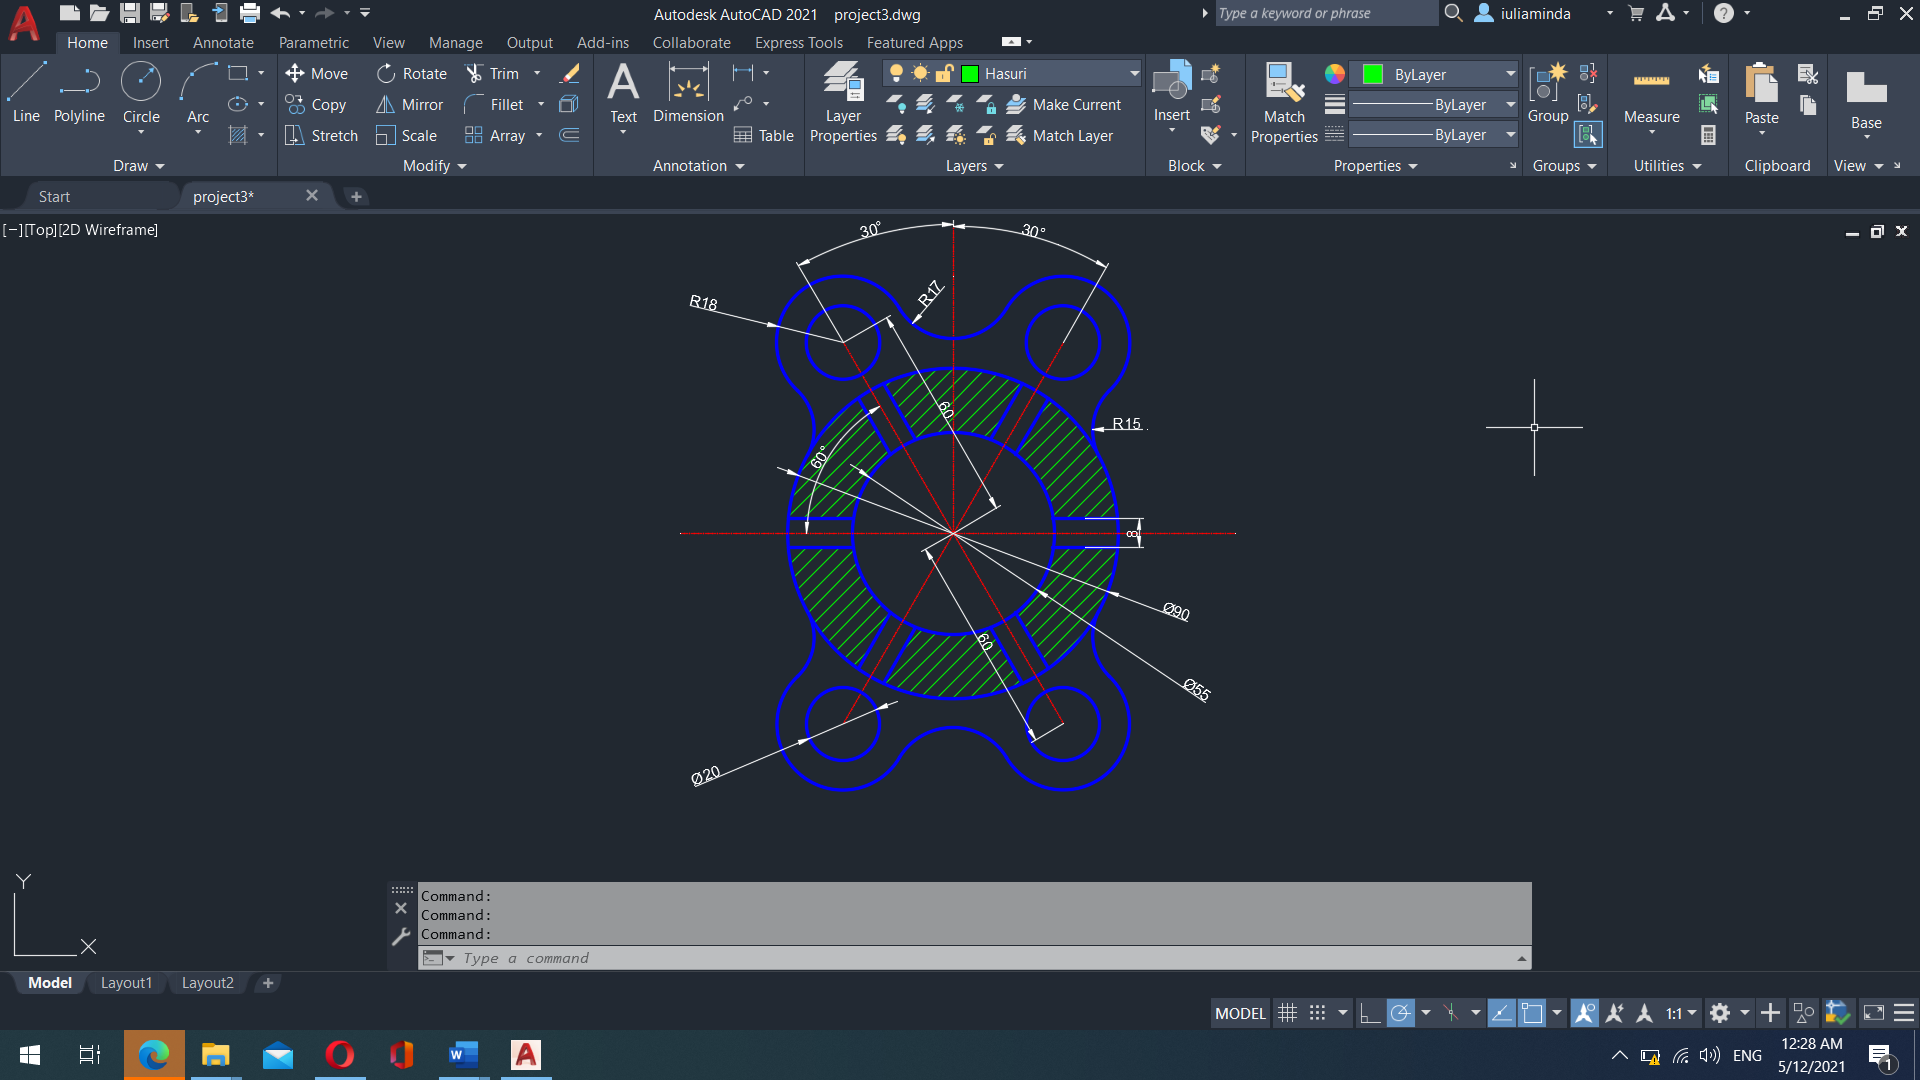 Autodesk AutoCAD 2021 project3.dwg
Type a keyword or phrase
iuliaminda
Home Insert Annotate Parametric View Manage Output Add-ins Collaborate Express Tools Featured Apps
Line Polyline Circle Arc
Draw
Move Rotate Trim
Copy Mirror Fillet
Stretch Scale Array
Modify
Text Dimension Table
Annotation
Layer Properties
Hasuri
Make Current
Match Layer
Layers
Insert
Block
Match Properties
ByLayer
ByLayer
ByLayer
Properties
Group
Groups
Measure
Utilities
Paste
Clipboard
Base
View
Start project3*
[−][Top][2D Wireframe]
30° 30°
R18
R17
60
R15
60°
8
Ø90
60
Ø55
Ø20
Y
X
Command:
Command:
Command:
Type a command
Model Layout1 Layout2
MODEL 1:1
ENG
12:28 AM
5/12/2021
1